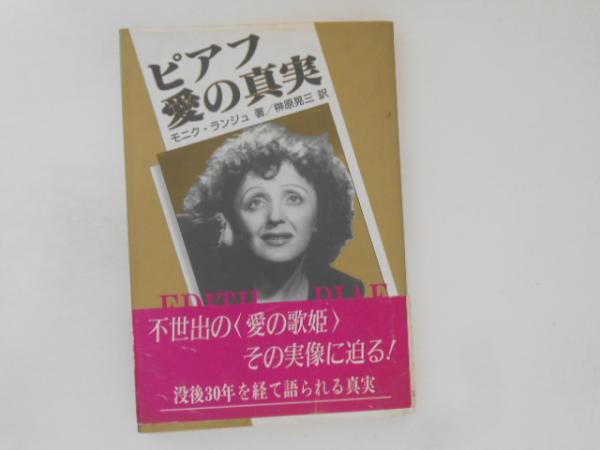 ピアフ
愛の真実
モニク・ランジュ 著／榊原晃三 訳
EDITH PIAF
不世出の〈愛の歌姫〉
その実像に迫る!
没後30年を経て語られる真実